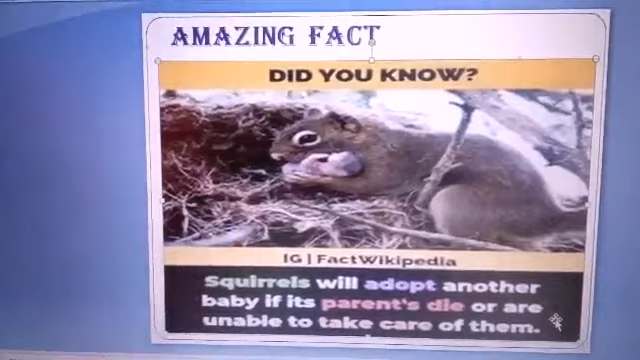 AMAZING FACT
DID YOU KNOW?
IG | FactWikipedia
Squirrels will adopt another
baby if its parent's die or are
unable to take care of them.